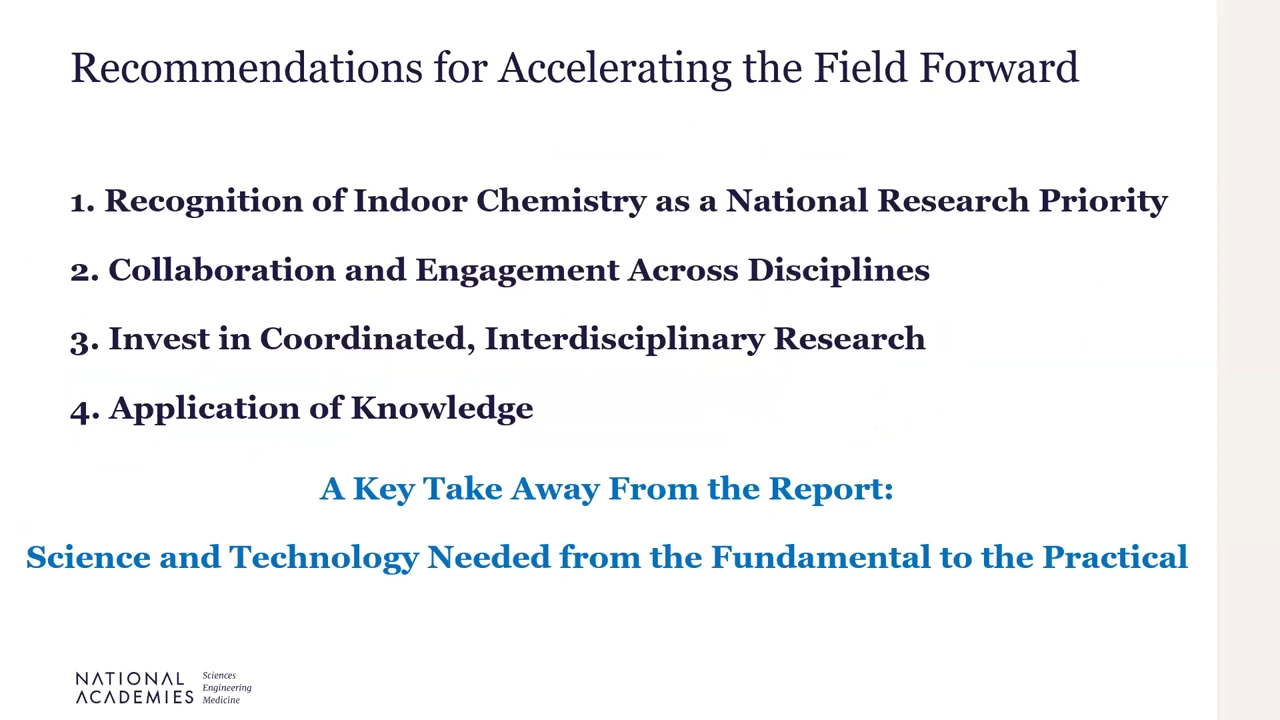 Recommendations for Accelerating the Field Forward
1. Recognition of Indoor Chemistry as a National Research Priority
2. Collaboration and Engagement Across Disciplines
3. Invest in Coordinated, Interdisciplinary Research
4. Application of Knowledge
A Key Take Away From the Report:
Science and Technology Needed from the Fundamental to the Practical
NATIONAL
ACADEMIES
Sciences
Engineering
Medicine